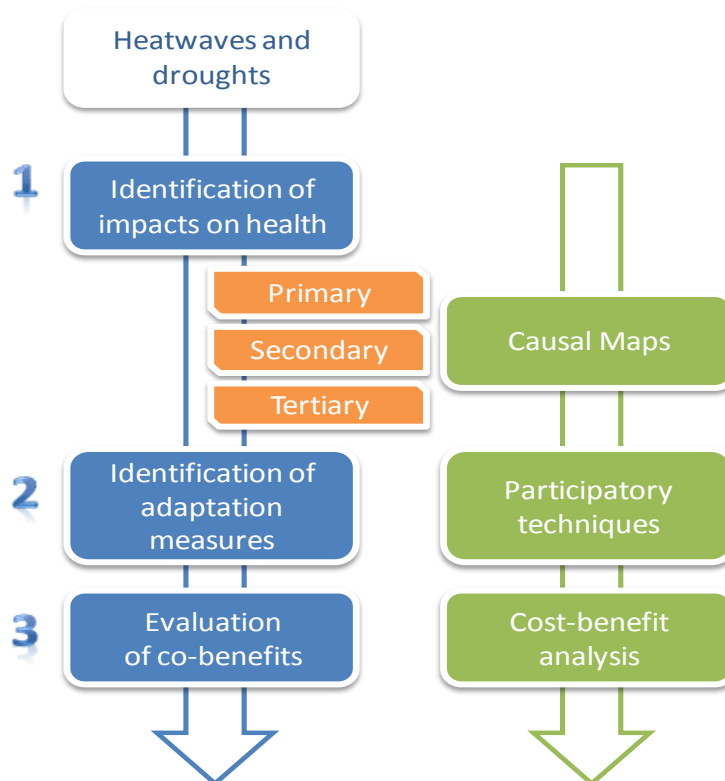 Heatwaves and
droughts
1
Identification of
impacts on health
Primary
Secondary
Tertiary
Causal Maps
2
Identification of
adaptation
measures
Participatory
techniques
3
Evaluation
of co-benefits
Cost-benefit
analysis